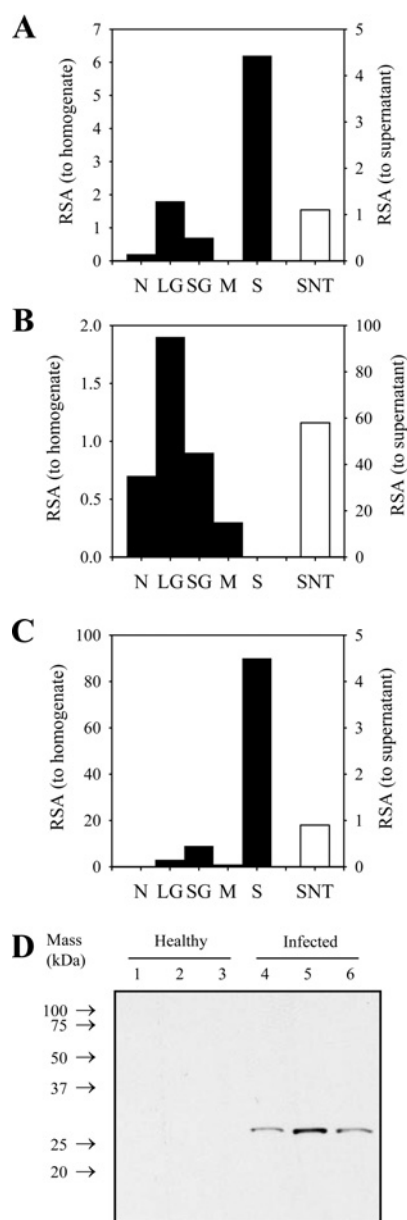 A
RSA (to homogenate)
7
6
5
4
3
2
1
0
N LG SG M S SNT
5
4
3
2
1
0
RSA (to supernatant)
B
RSA (to homogenate)
2.0
1.5
1.0
0.5
0.0
N LG SG M S SNT
100
80
60
40
20
0
RSA (to supernatant)
C
RSA (to homogenate)
100
80
60
40
20
0
N LG SG M S SNT
5
4
3
2
1
0
RSA (to supernatant)
D
Mass
(kDa)
Healthy Infected
1 2 3 4 5 6
100 →
75 →
50 →
37 →
25 →
20 →